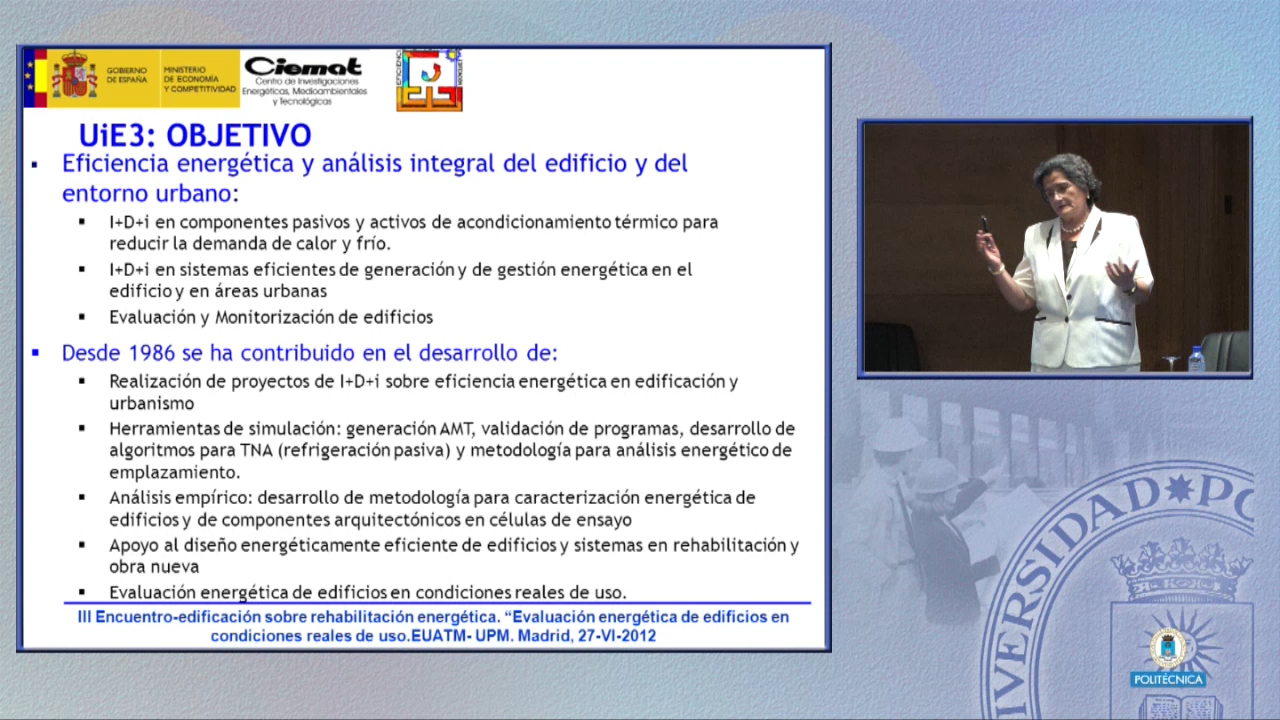 GOBIERNO
DE ESPAÑA
MINISTERIO
DE ECONOMÍA
Y COMPETITIVIDAD
Ciemat
Centro de Investigaciones
Energéticas, Medioambientales
y Tecnológicas
UiE3: OBJETIVO
▪ Eficiencia energética y análisis integral del edificio y del
entorno urbano:
▪ I+D+i en componentes pasivos y activos de acondicionamiento térmico para
reducir la demanda de calor y frío.
▪ I+D+i en sistemas eficientes de generación y de gestión energética en el
edificio y en áreas urbanas
▪ Evaluación y Monitorización de edificios
▪ Desde 1986 se ha contribuido en el desarrollo de:
▪ Realización de proyectos de I+D+i sobre eficiencia energética en edificación y
urbanismo
▪ Herramientas de simulación: generación AMT, validación de programas, desarrollo de
algoritmos para TNA (refrigeración pasiva) y metodología para análisis energético de
emplazamiento.
▪ Análisis empírico: desarrollo de metodología para caracterización energética de
edificios y de componentes arquitectónicos en células de ensayo
▪ Apoyo al diseño energéticamente eficiente de edificios y sistemas en rehabilitación y
obra nueva
▪ Evaluación energética de edificios en condiciones reales de uso.
III Encuentro-edificación sobre rehabilitación energética. “Evaluación energética de edificios en
condiciones reales de uso.EUATM- UPM. Madrid, 27-VI-2012
IVERSIDAD PO
POLITÉCNICA